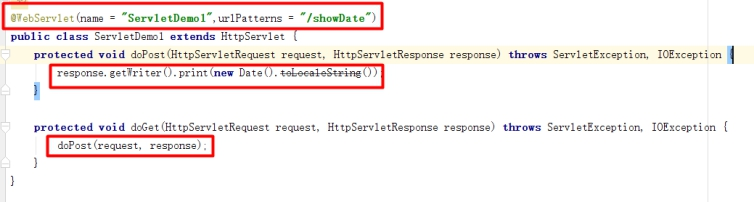 @WebServlet(name = "ServletDemo1",urlPatterns = "/showDate")
public class ServletDemo1 extends HttpServlet {
protected void doPost(HttpServletRequest request, HttpServletResponse response) throws ServletException, IOException {
response.getWriter().print(new Date().toLocaleString());
}
protected void doGet(HttpServletRequest request, HttpServletResponse response) throws ServletException, IOException {
doPost(request, response);
}
}